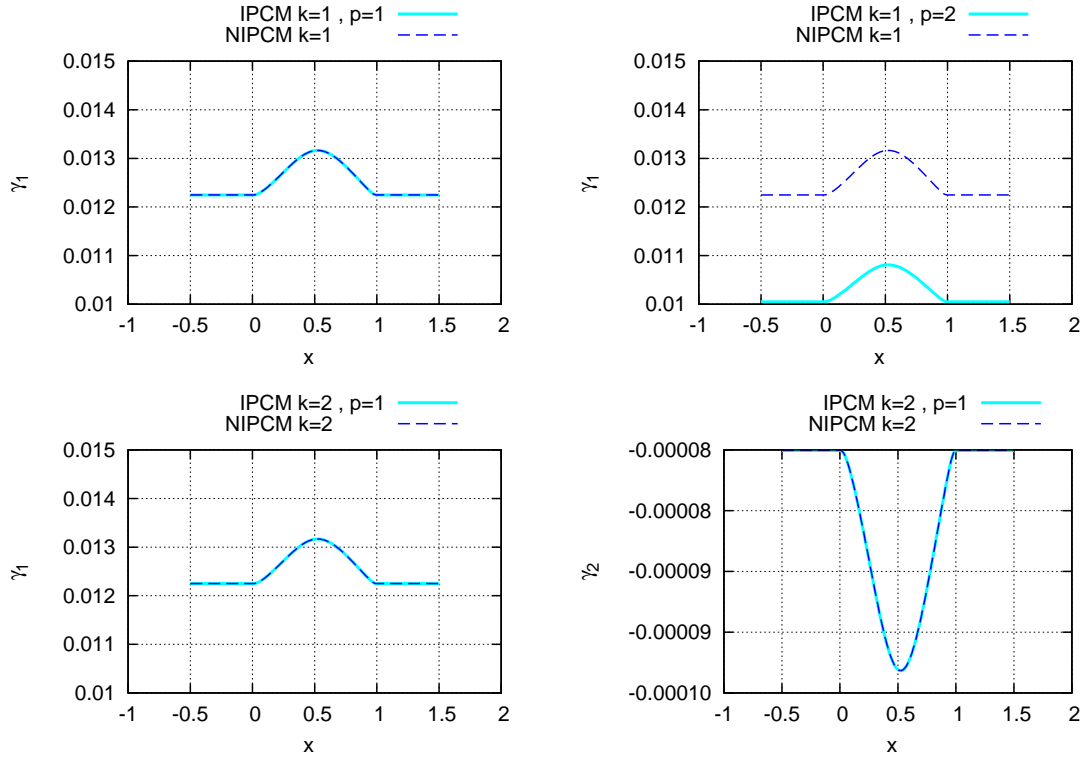 IPCM k=1 , p=1
NIPCM k=1
0.015
0.014
0.013
0.012
0.011
0.01
γ1
-1 -0.5 0 0.5 1 1.5 2
x
IPCM k=1 , p=2
NIPCM k=1
0.015
0.014
0.013
0.012
0.011
0.01
γ1
-1 -0.5 0 0.5 1 1.5 2
x
IPCM k=2 , p=1
NIPCM k=2
0.015
0.014
0.013
0.012
0.011
0.01
γ1
-1 -0.5 0 0.5 1 1.5 2
x
IPCM k=2 , p=1
NIPCM k=2
-0.00008
-0.00008
-0.00009
-0.00009
-0.00010
γ2
-1 -0.5 0 0.5 1 1.5 2
x